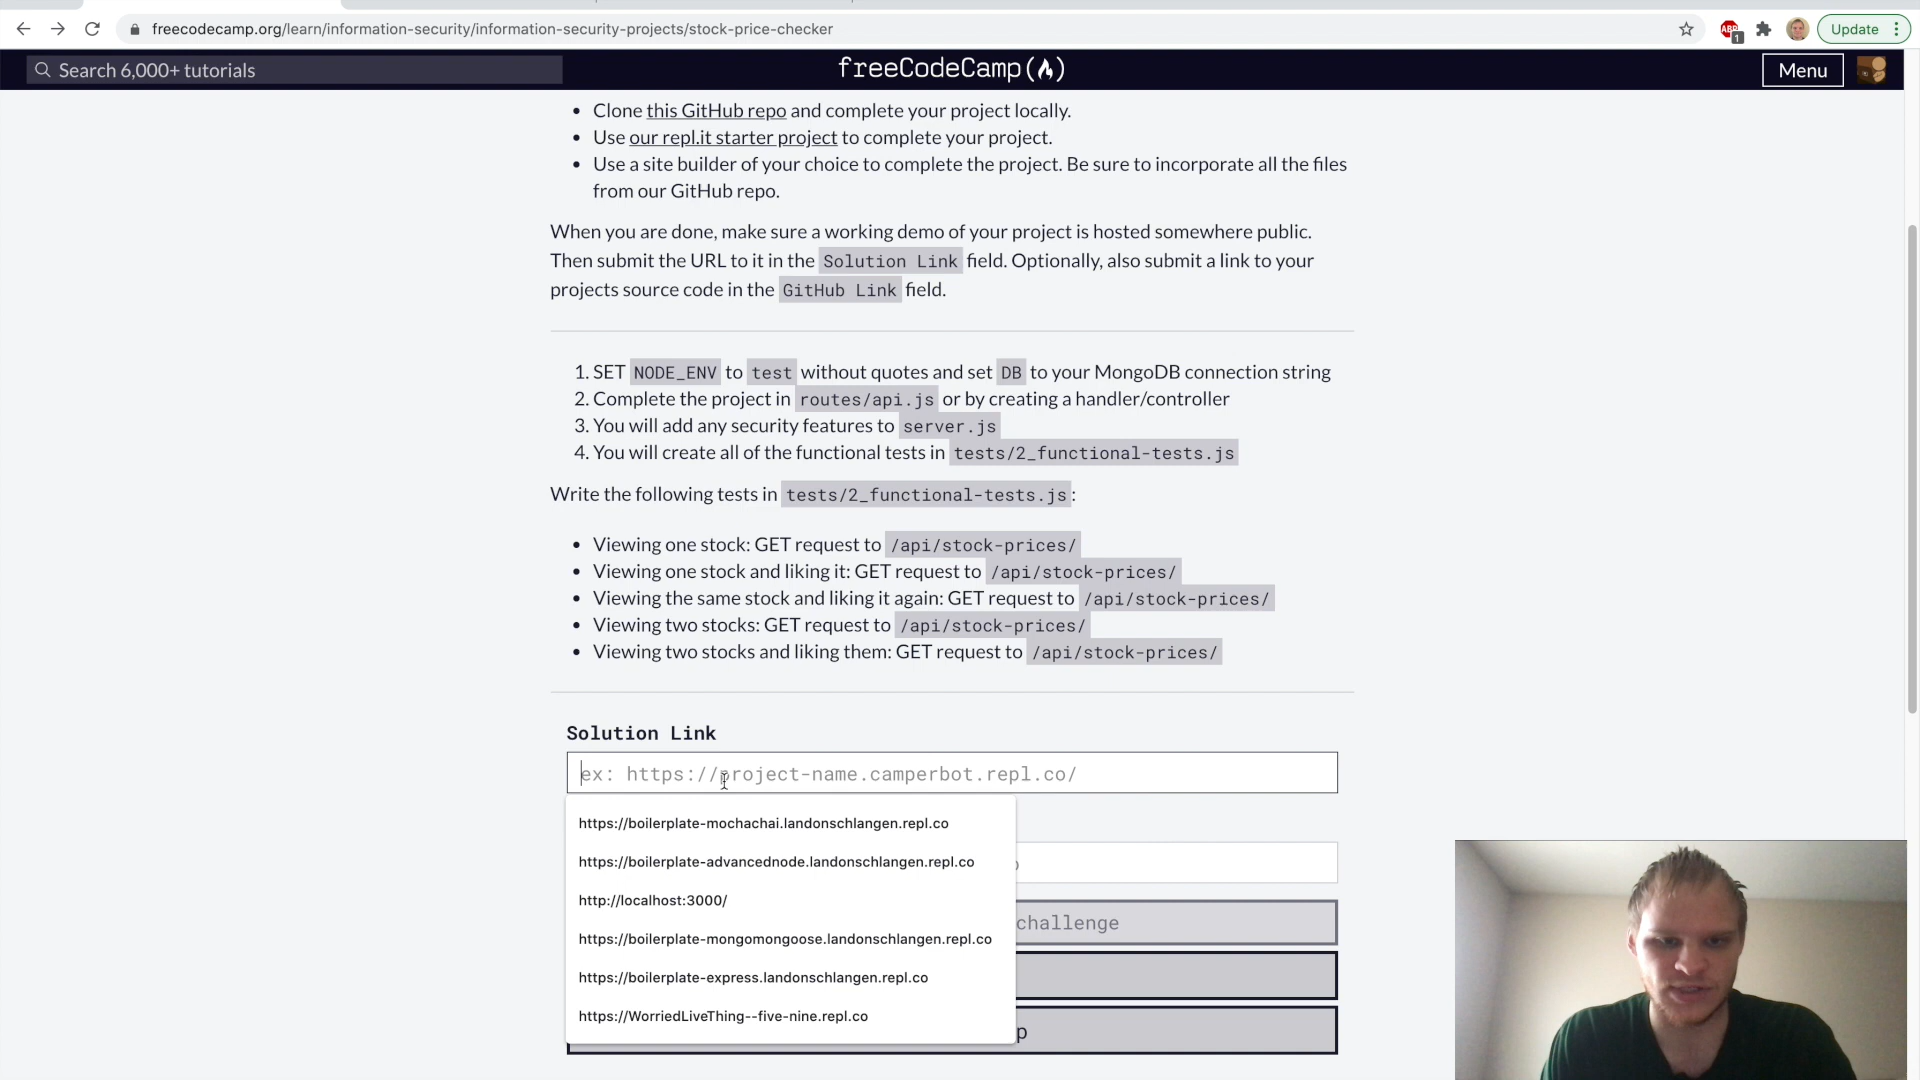 freecodecamp.org/learn/information-security/information-security-projects/stock-price-checker
ABP
1
Update
Search 6,000+ tutorials
freeCodeCamp
Menu
• Clone this GitHub repo and complete your project locally.
• Use our repl.it starter project to complete your project.
• Use a site builder of your choice to complete the project. Be sure to incorporate all the files
from our GitHub repo.
When you are done, make sure a working demo of your project is hosted somewhere public.
Then submit the URL to it in the Solution Link field. Optionally, also submit a link to your
projects source code in the GitHub Link field.
1. SET NODE_ENV to test without quotes and set DB to your MongoDB connection string
2. Complete the project in routes/api.js or by creating a handler/controller
3. You will add any security features to server.js
4. You will create all of the functional tests in tests/2_functional-tests.js
Write the following tests in tests/2_functional-tests.js:
• Viewing one stock: GET request to /api/stock-prices/
• Viewing one stock and liking it: GET request to /api/stock-prices/
• Viewing the same stock and liking it again: GET request to /api/stock-prices/
• Viewing two stocks: GET request to /api/stock-prices/
• Viewing two stocks and liking them: GET request to /api/stock-prices/
Solution Link
ex: https://project-name.camperbot.repl.co/
https://boilerplate-mochachai.landonschlangen.repl.co
https://boilerplate-advancednode.landonschlangen.repl.co
http://localhost:3000/
challenge
https://boilerplate-mongomongoose.landonschlangen.repl.co
https://boilerplate-express.landonschlangen.repl.co
https://WorriedLiveThing--five-nine.repl.co
p